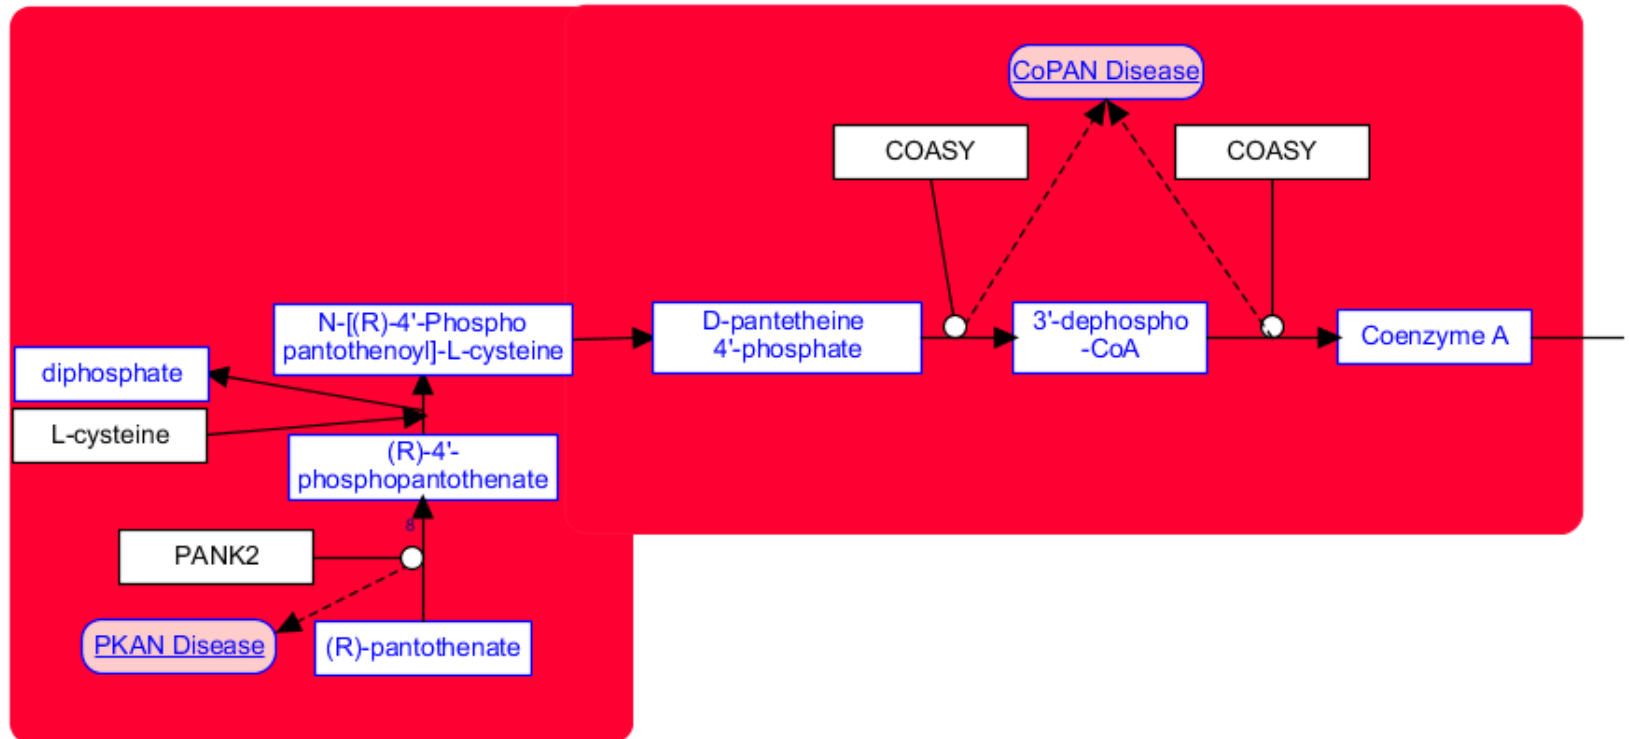 CoPAN Disease
COASY
COASY
N-[(R)-4'-Phospho
pantothenoyl]-L-cysteine
D-pantetheine
4'-phosphate
3'-dephospho
-CoA
Coenzyme A
diphosphate
L-cysteine
(R)-4'-
phosphopantothenate
8
PANK2
PKAN Disease
(R)-pantothenate